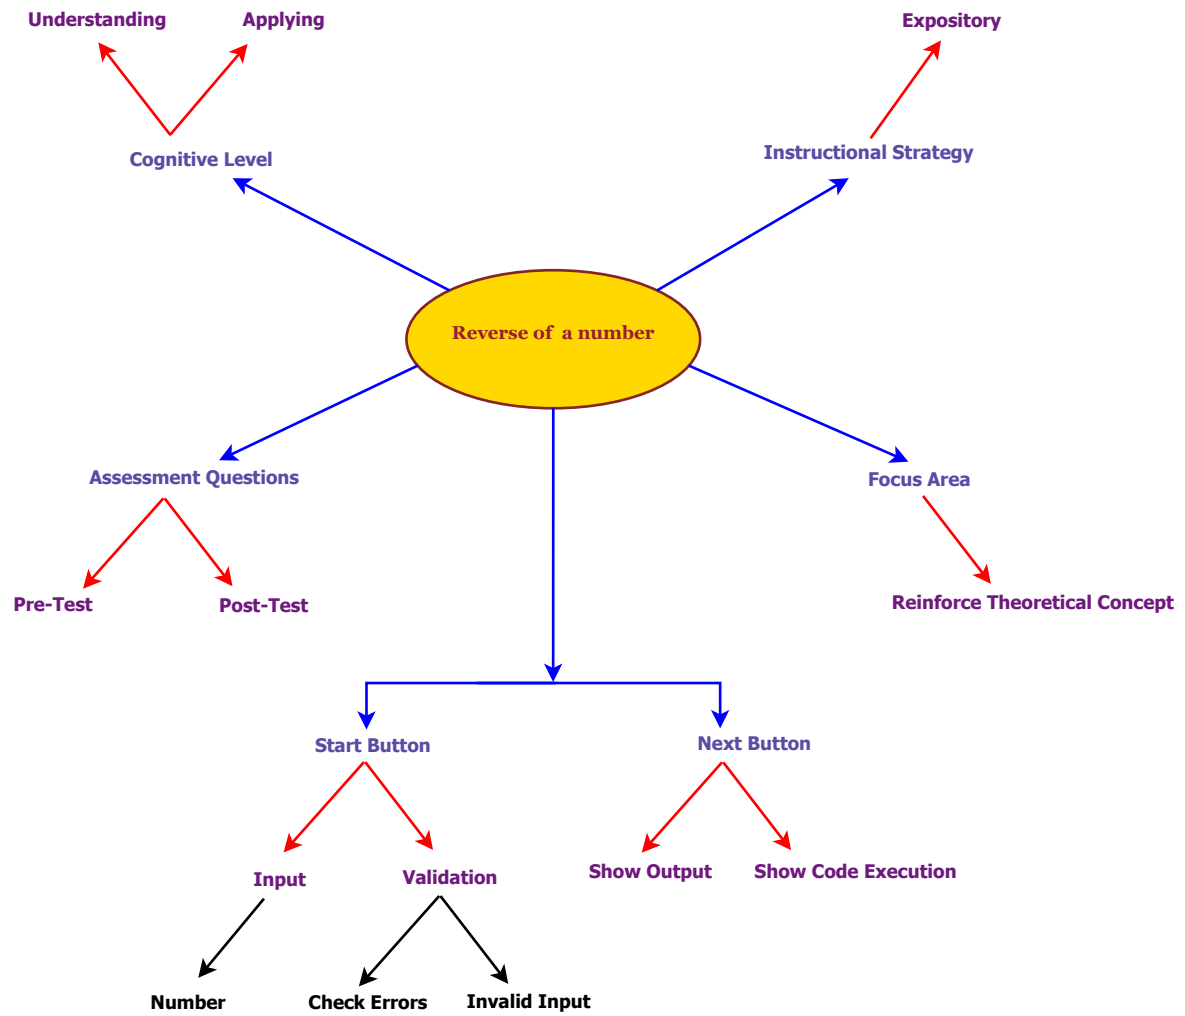 Understanding
Applying
Expository
Cognitive Level
Instructional Strategy
Reverse of  a number
Assessment Questions
Focus Area
Pre-Test
Post-Test
Reinforce Theoretical Concept
Start Button
Next Button
Input
Validation
Show Output
Show Code Execution
Number
Check Errors
Invalid Input